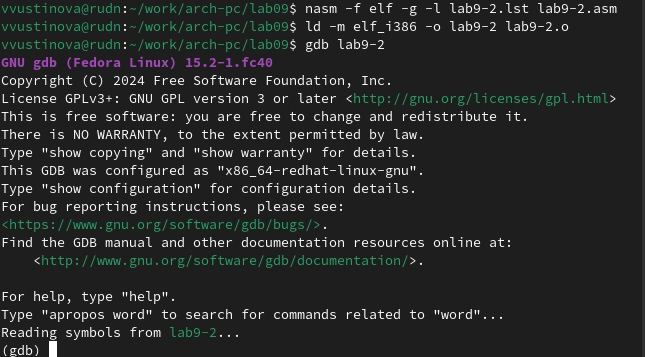 vvustinova@rudn:~/work/arch-pc/lab09$ nasm -f elf -g -l lab9-2.lst lab9-2.asm
vvustinova@rudn:~/work/arch-pc/lab09$ ld -m elf_i386 -o lab9-2 lab9-2.o
vvustinova@rudn:~/work/arch-pc/lab09$ gdb lab9-2
GNU gdb (Fedora Linux) 15.2-1.fc40
Copyright (C) 2024 Free Software Foundation, Inc.
License GPLv3+: GNU GPL version 3 or later <http://gnu.org/licenses/gpl.html>
This is free software: you are free to change and redistribute it.
There is NO WARRANTY, to the extent permitted by law.
Type "show copying" and "show warranty" for details.
This GDB was configured as "x86_64-redhat-linux-gnu".
Type "show configuration" for configuration details.
For bug reporting instructions, please see:
<https://www.gnu.org/software/gdb/bugs/>.
Find the GDB manual and other documentation resources online at:
    <http://www.gnu.org/software/gdb/documentation/>.

For help, type "help".
Type "apropos word" to search for commands related to "word"...
Reading symbols from lab9-2...
(gdb)